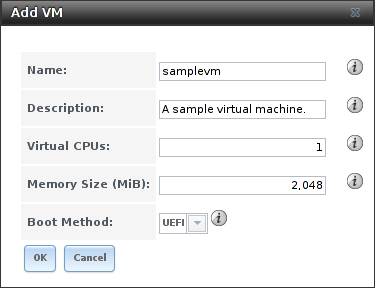 Add VM
Name: samplevm
Description: A sample virtual machine.
Virtual CPUs: 1
Memory Size (MiB): 2,048
Boot Method: UEFI
OK Cancel